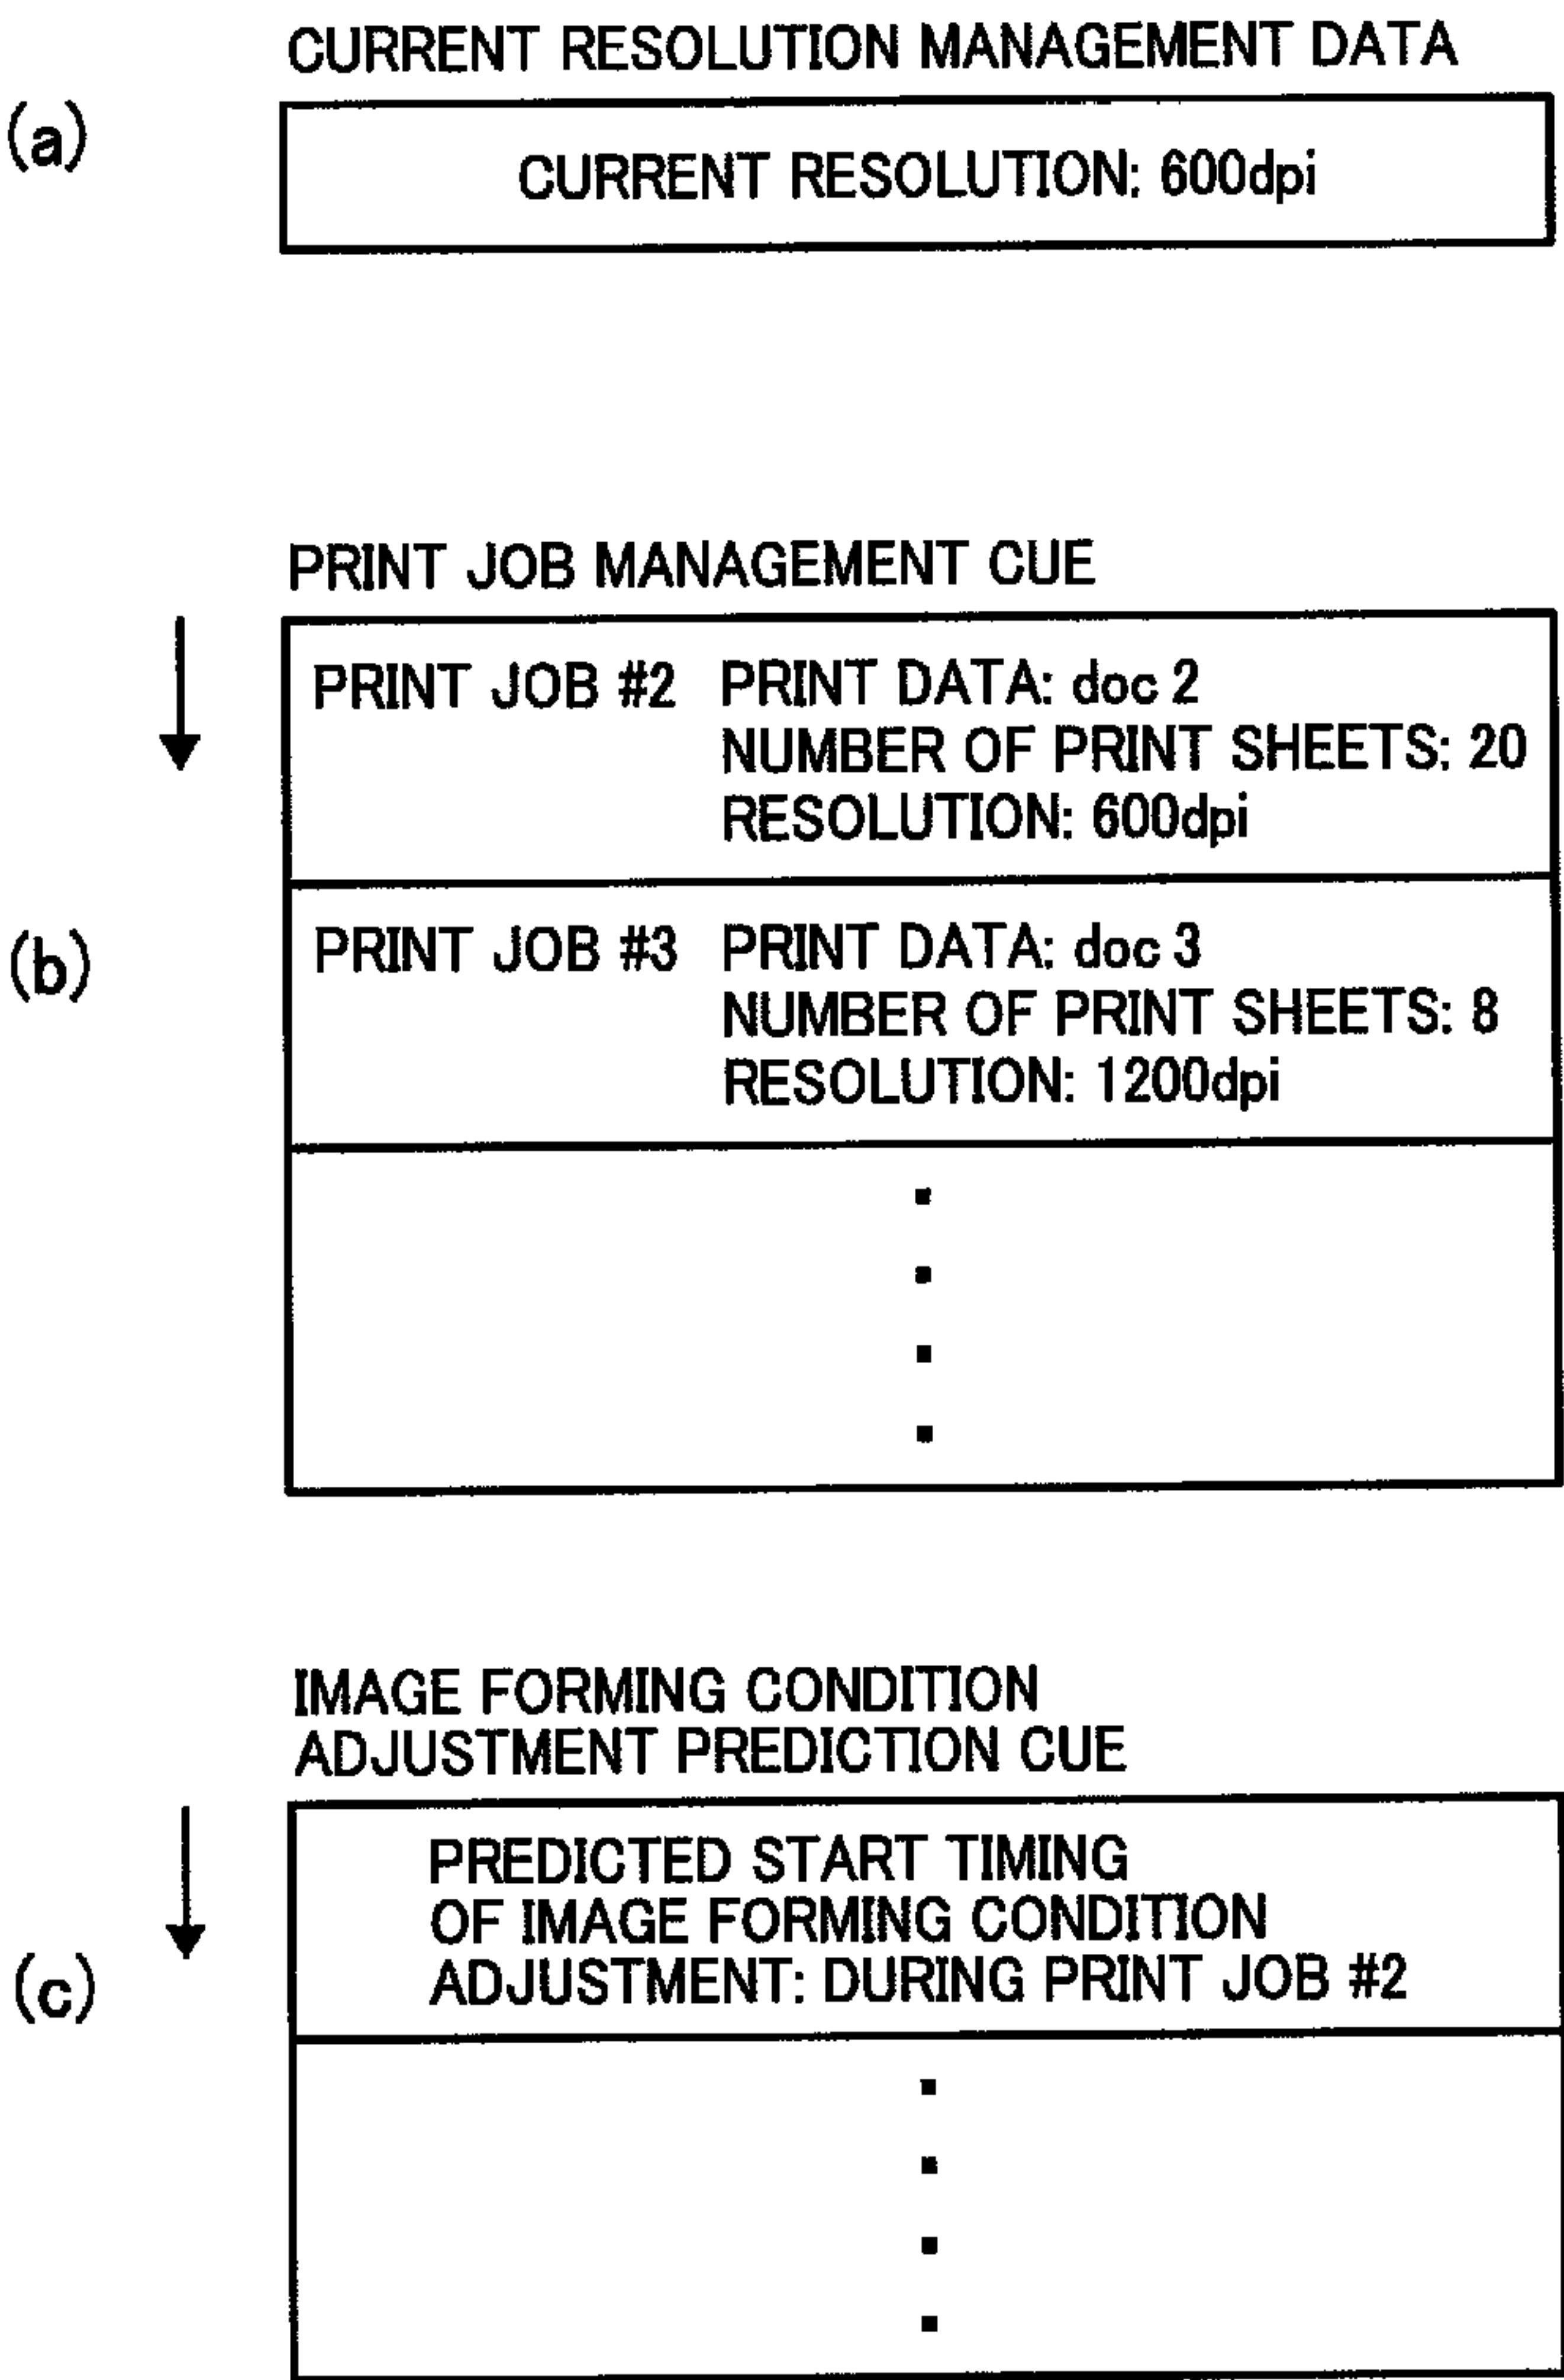 CURRENT RESOLUTION MANAGEMENT DATA
(a)
CURRENT RESOLUTION: 600dpi
PRINT JOB MANAGEMENT CUE
PRINT JOB #2 PRINT DATA: doc 2
NUMBER OF PRINT SHEETS: 20
RESOLUTION: 600dpi
(b)
PRINT JOB #3 PRINT DATA: doc 3
NUMBER OF PRINT SHEETS: 8
RESOLUTION: 1200dpi
IMAGE FORMING CONDITION
ADJUSTMENT PREDICTION CUE
PREDICTED START TIMING
OF IMAGE FORMING CONDITION
ADJUSTMENT: DURING PRINT JOB #2
(c)